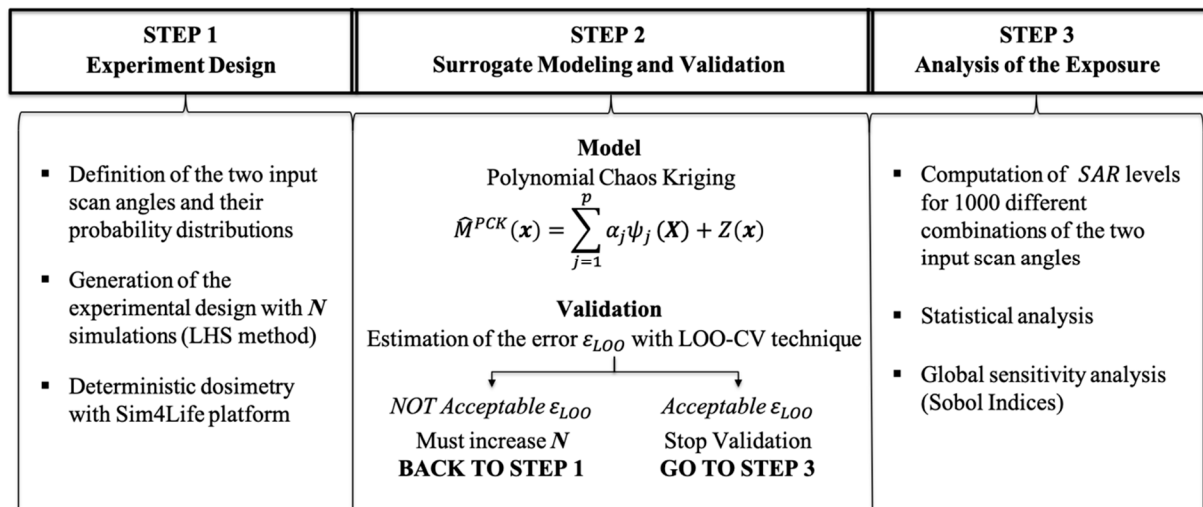 STEP 1
Experiment Design
STEP 2
Surrogate Modeling and Validation
STEP 3
Analysis of the Exposure
▪ Definition of the two input
scan angles and their
probability distributions
▪ Generation of the
experimental design with N
simulations (LHS method)
▪ Deterministic dosimetry
with Sim4Life platform
Model
Polynomial Chaos Kriging
M̂^PCK(x) = ∑_{j=1}^{p} α_j ψ_j (X) + Z(x)
Validation
Estimation of the error ε_LOO with LOO-CV technique
NOT Acceptable ε_LOO
Must increase N
BACK TO STEP 1
Acceptable ε_LOO
Stop Validation
GO TO STEP 3
▪ Computation of SAR levels
for 1000 different
combinations of the two
input scan angles
▪ Statistical analysis
▪ Global sensitivity analysis
(Sobol Indices)